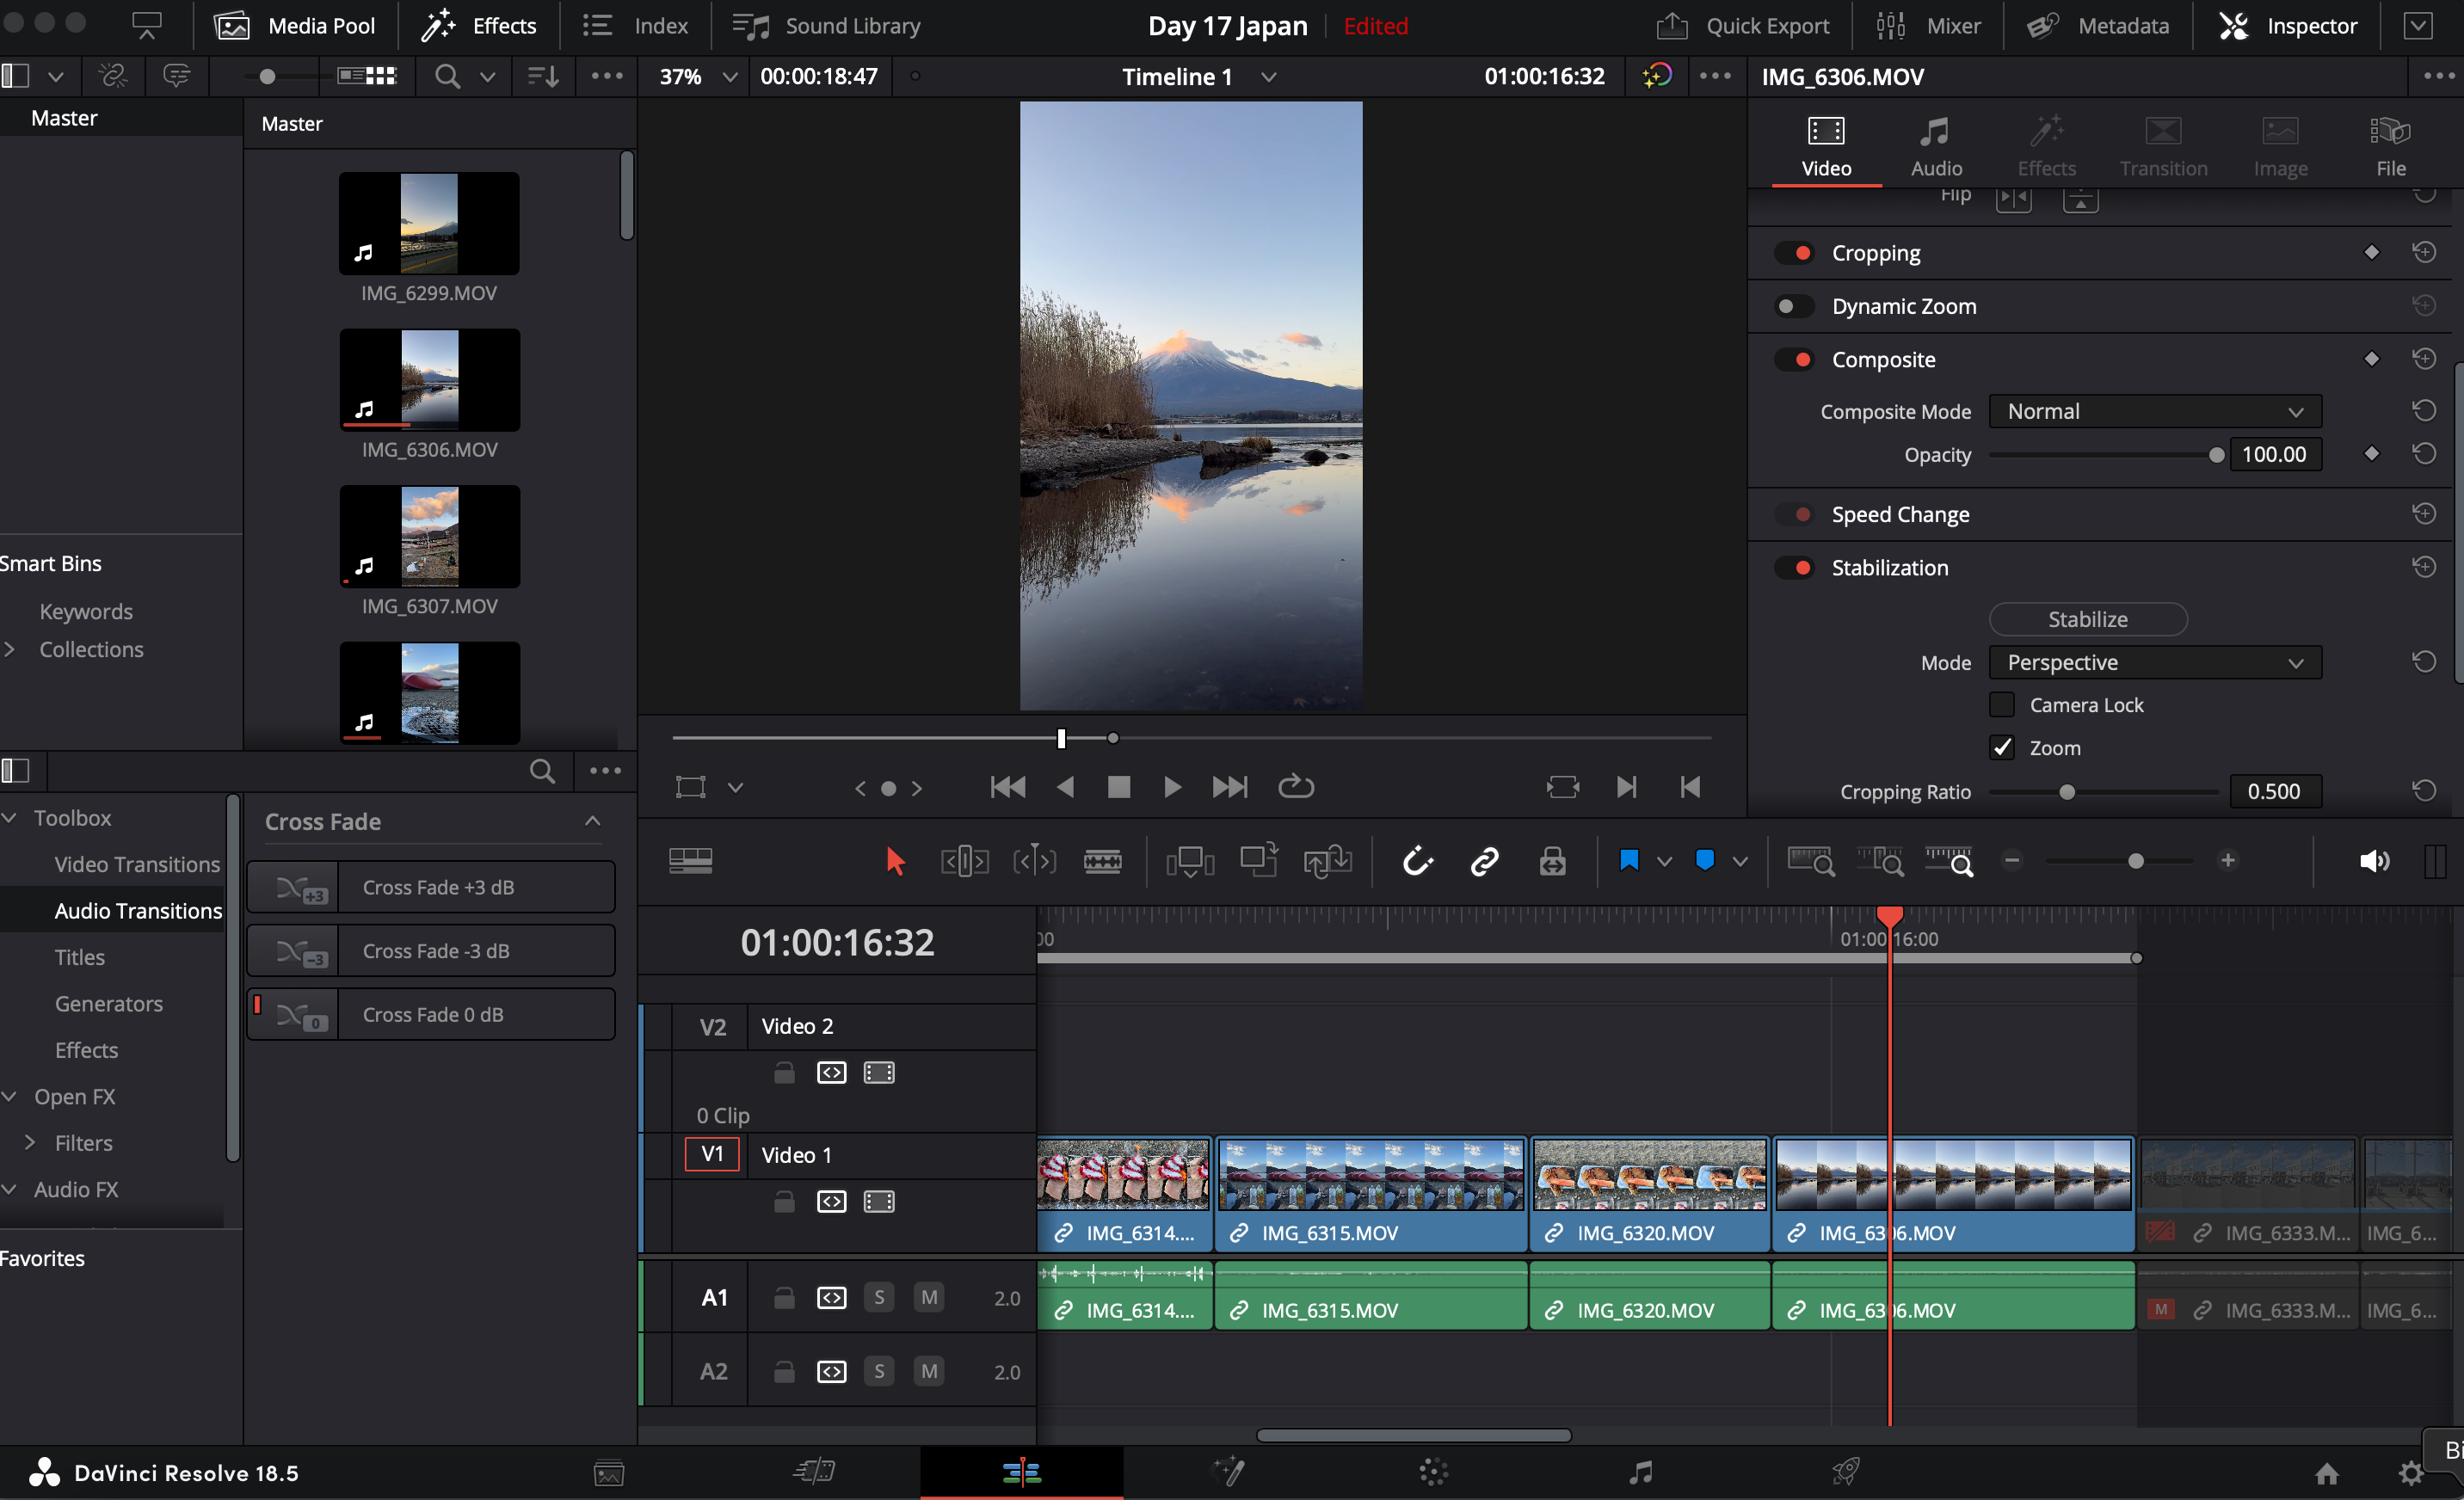 Media Pool
Effects
Index
Sound Library
Day 17 Japan
Edited
Quick Export
Mixer
Metadata
Inspector
37%
00:00:18:47
Timeline 1
01:00:16:32
IMG_6306.MOV
Master
Master
IMG_6299.MOV
IMG_6306.MOV
IMG_6307.MOV
Smart Bins
Keywords
Collections
Video
Audio
Effects
Transition
Image
File
Flip
Cropping
Dynamic Zoom
Composite
Composite Mode
Normal
Opacity
100.00
Speed Change
Stabilization
Stabilize
Mode
Perspective
Camera Lock
Zoom
Cropping Ratio
0.500
Toolbox
Video Transitions
Audio Transitions
Titles
Generators
Effects
Open FX
Filters
Audio FX
Favorites
Cross Fade
+3
Cross Fade +3 dB
-3
Cross Fade -3 dB
0
Cross Fade 0 dB
01:00:16:32
00
01:00:16:00
V2
Video 2
0 Clip
V1
Video 1
IMG_6314....
IMG_6315.MOV
IMG_6320.MOV
IMG_6306.MOV
IMG_6333.M...
IMG_6...
A1
S
M
2.0
IMG_6314....
IMG_6315.MOV
IMG_6320.MOV
IMG_6306.MOV
M
IMG_6333.M...
IMG_6...
A2
S
M
2.0
DaVinci Resolve 18.5